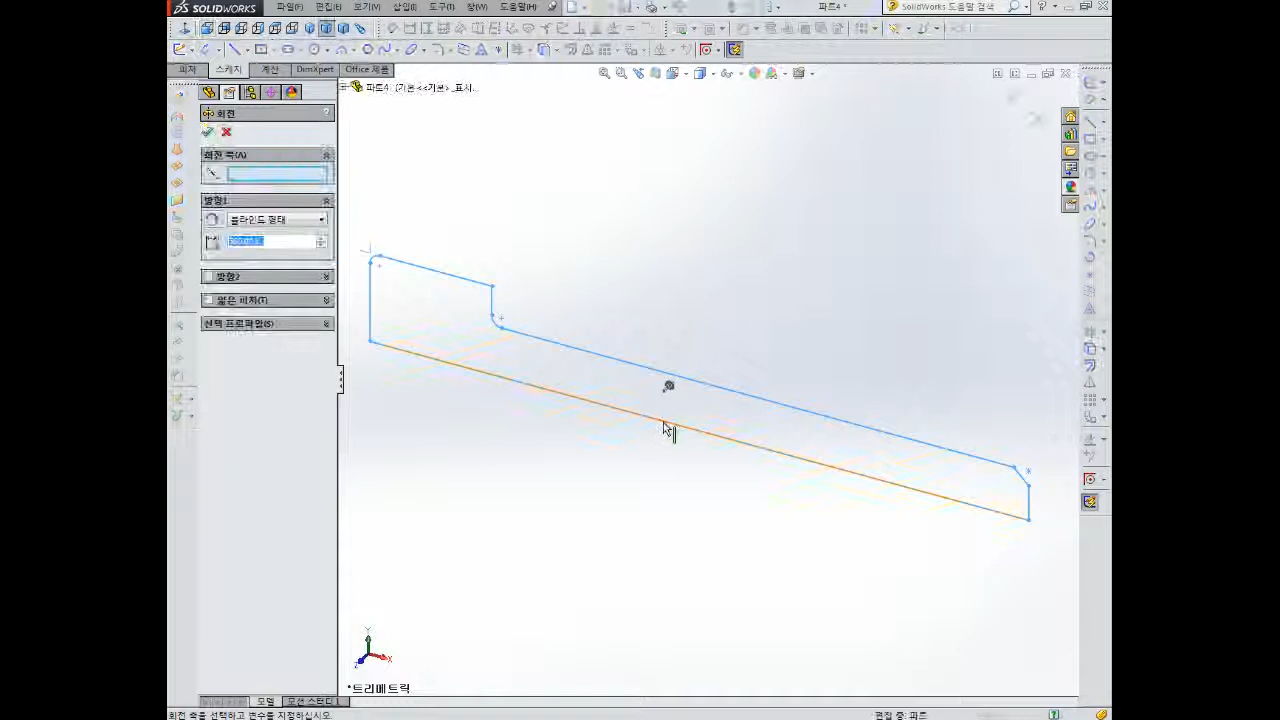 SOLIDWORKS 파일(F) 편집(E) 보기(V) 삽입(I) 도구(T) 창(W) 도움말(H) 파트4 * SolidWorks 도움말 검색
피처 스케치 계산 DimXpert Office 제품
파트4 (기본<<기본>_표시...
회전
회전 축(A)
방향1
블라인드 형태
방향2
얇은 피처(T)
선택 프로파일(S)
Y
X
Z
*트리메트릭
모델 모션 스터디 1
회전 축을 선택하고 변수를 지정하십시오. 편집 중: 파트